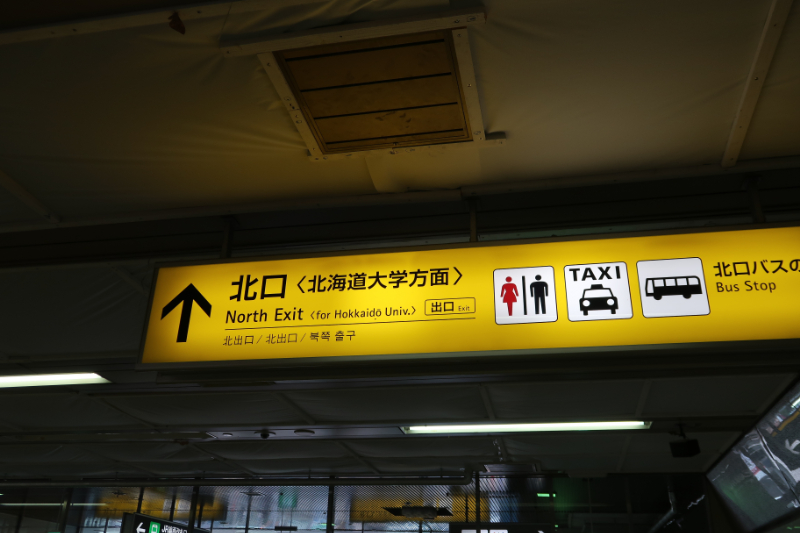 北口〈北海道大学方面〉
North Exit〈for Hokkaidō Univ.〉 出口 Exit
北出口 / 北出口 / 북쪽 출구
TAXI
北口バスの
Bus Stop